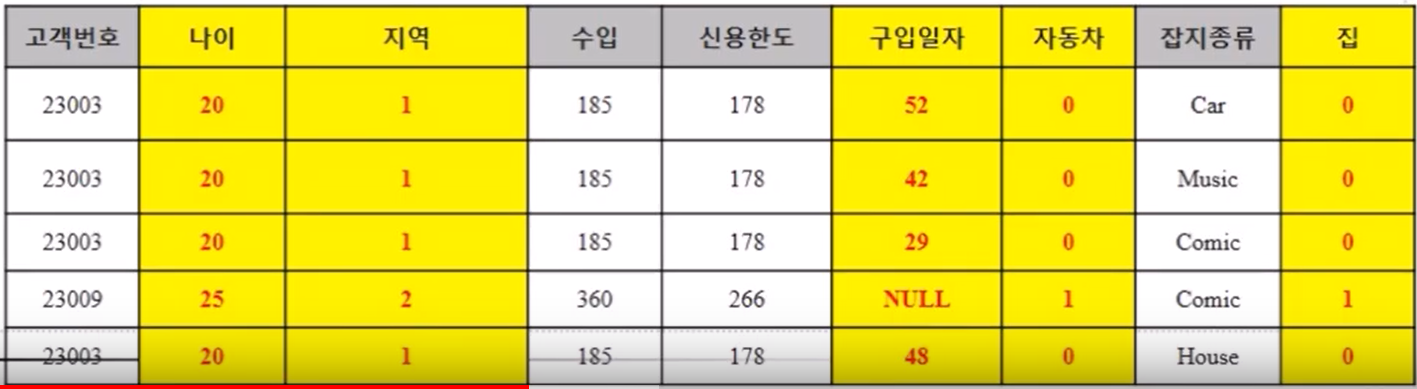 고객번호 나이 지역 수입 신용한도 구입일자 자동차 잡지종류 집
23003 20 1 185 178 52 0 Car 0
23003 20 1 185 178 42 0 Music 0
23003 20 1 185 178 29 0 Comic 0
23009 25 2 360 266 NULL 1 Comic 1
23003 20 1 185 178 48 0 House 0